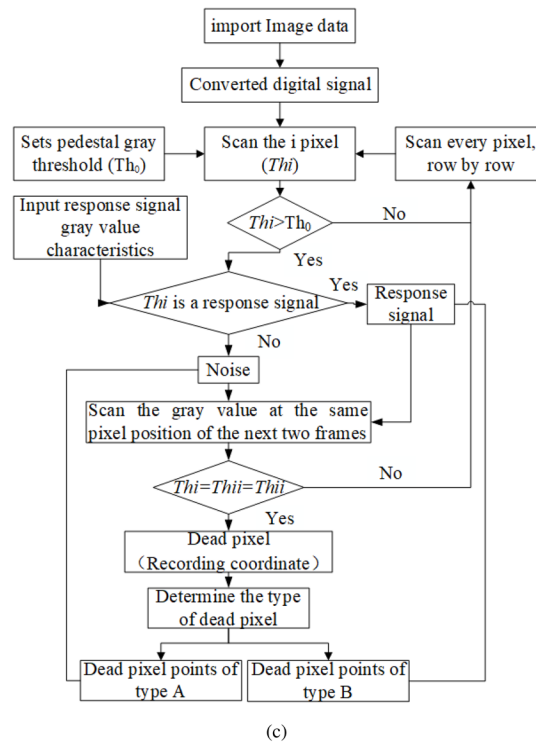 import Image data
Converted digital signal
Sets pedestal gray
threshold (Th₀)
Scan the i pixel
(Thi)
Scan every pixel,
row by row
Input response signal
gray value
characteristics
Thi>Th₀
No
Yes
Thi is a response signal
Yes
Response
signal
No
Noise
Scan the gray value at the same
pixel position of the next two frames
Thi=Thii=Thii
No
Yes
Dead pixel
(Recording coordinate)
Determine the type
of dead pixel
Dead pixel points of
type A
Dead pixel points of
type B
(c)